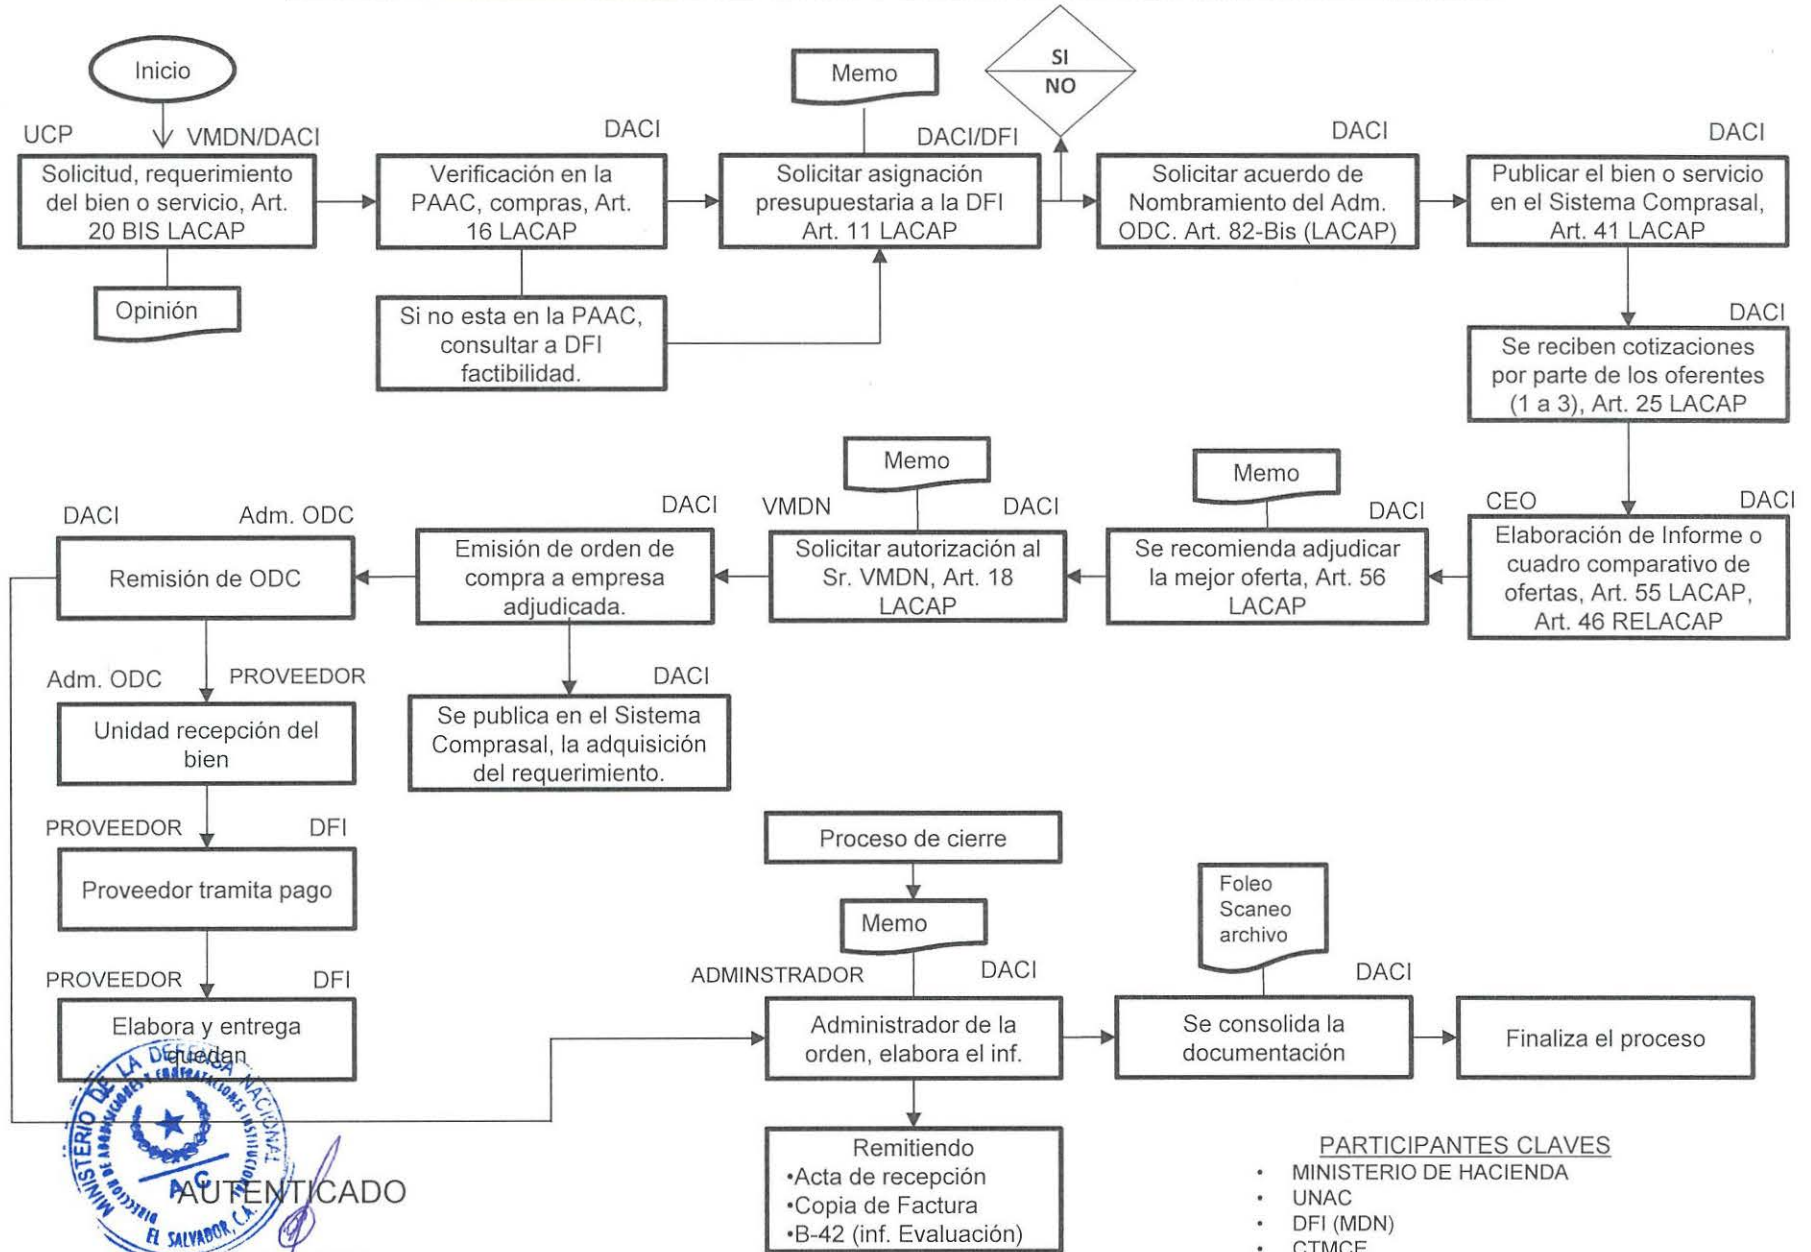 Inicio
SI
NO
Memo
UCP
VMDN/DACI
DACI
DACI/DFI
DACI
DACI
Solicitud, requerimiento
del bien o servicio, Art.
20 BIS LACAP
Verificación en la
PAAC, compras, Art.
16 LACAP
Solicitar asignación
presupuestaria a la DFI
Art. 11 LACAP
Solicitar acuerdo de
Nombramiento del Adm.
ODC. Art. 82-Bis (LACAP)
Publicar el bien o servicio
en el Sistema Comprasal,
Art. 41 LACAP
Opinión
Si no esta en la PAAC,
consultar a DFI
factibilidad.
DACI
Se reciben cotizaciones
por parte de los oferentes
(1 a 3), Art. 25 LACAP
CEO
DACI
Elaboración de Informe o
cuadro comparativo de
ofertas, Art. 55 LACAP,
Art. 46 RELACAP
Memo
DACI
Se recomienda adjudicar
la mejor oferta, Art. 56
LACAP
Memo
VMDN
DACI
Solicitar autorización al
Sr. VMDN, Art. 18
LACAP
DACI
Emisión de orden de
compra a empresa
adjudicada.
DACI
Adm. ODC
Remisión de ODC
DACI
Se publica en el Sistema
Comprasal, la adquisición
del requerimiento.
Adm. ODC
PROVEEDOR
Unidad recepción del
bien
PROVEEDOR
DFI
Proveedor tramita pago
PROVEEDOR
DFI
Elabora y entrega
quedan
Proceso de cierre
Memo
ADMINSTRADOR
DACI
Administrador de la
orden, elabora el inf.
Foleo
Scaneo
archivo
DACI
Se consolida la
documentación
Finaliza el proceso
Remitiendo
•Acta de recepción
•Copia de Factura
•B-42 (inf. Evaluación)
PARTICIPANTES CLAVES
• MINISTERIO DE HACIENDA
• UNAC
• DFI (MDN)
• CTMCE
MINISTERIO DE LA DEFENSA NACIONAL
DIRECCION DE ADQUISICIONES Y CONTRATACIONES INSTITUCIONAL
A C
EL SALVADOR, C.A.
AUTENTICADO